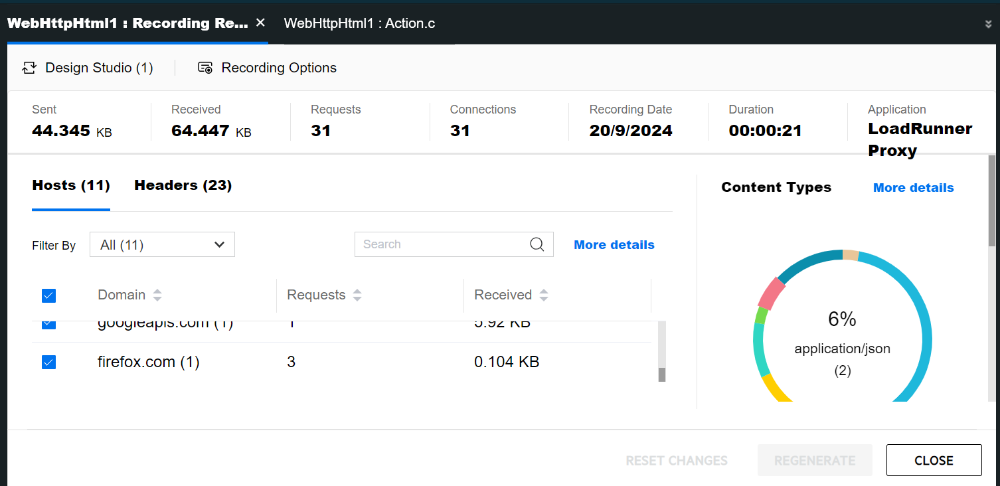 WebHttpHtml1 : Recording Re...
WebHttpHtml1 : Action.c
Design Studio (1)
Recording Options
Sent
44.345 KB
Received
64.447 KB
Requests
31
Connections
31
Recording Date
20/9/2024
Duration
00:00:21
Application
LoadRunner
Proxy
Hosts (11)
Headers (23)
Filter By
All (11)
Search
More details
Domain
Requests
Received
googleapis.com (1)
1
5.92 KB
firefox.com (1)
3
0.104 KB
Content Types
More details
6%
application/json
(2)
RESET CHANGES
REGENERATE
CLOSE